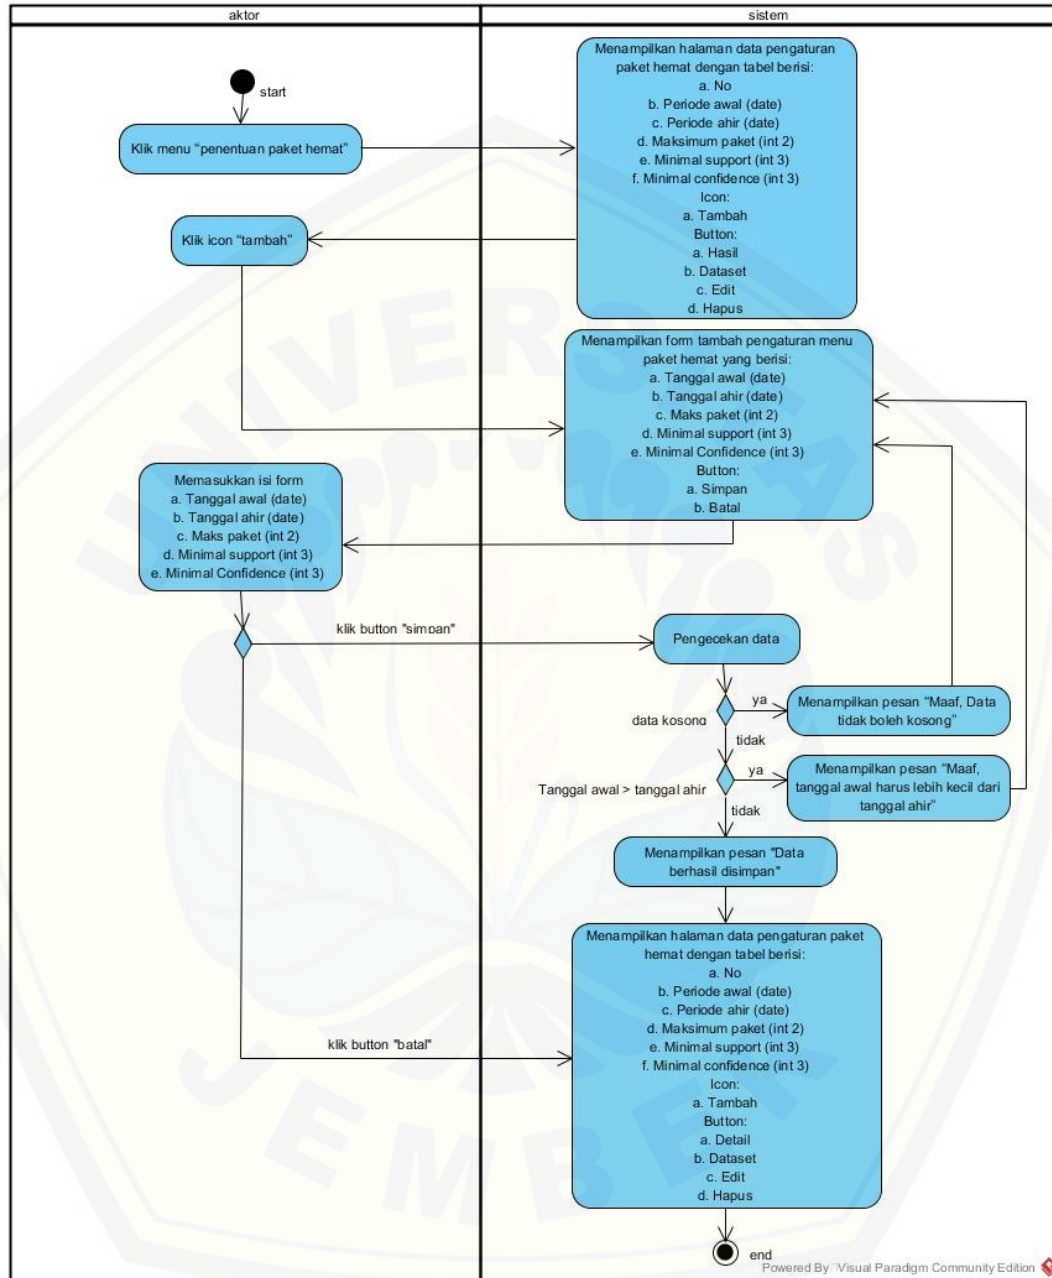 aktor
sistem
start
Klik menu “penentuan paket hemat”
Menampilkan halaman data pengaturan
paket hemat dengan tabel berisi:
a. No
b. Periode awal (date)
c. Periode ahir (date)
d. Maksimum paket (int 2)
e. Minimal support (int 3)
f. Minimal confidence (int 3)
Icon:
a. Tambah
Button:
a. Hasil
b. Dataset
c. Edit
d. Hapus
Klik icon “tambah”
Menampilkan form tambah pengaturan menu
paket hemat yang berisi:
a. Tanggal awal (date)
b. Tanggal ahir (date)
c. Maks paket (int 2)
d. Minimal support (int 3)
e. Minimal Confidence (int 3)
Button:
a. Simpan
b. Batal
Memasukkan isi form
a. Tanggal awal (date)
b. Tanggal ahir (date)
c. Maks paket (int 2)
d. Minimal support (int 3)
e. Minimal Confidence (int 3)
klik button "simpan"
Pengecekan data
data kosong
ya
Menampilkan pesan “Maaf, Data
tidak boleh kosong”
tidak
Tanggal awal > tanggal ahir
ya
Menampilkan pesan “Maaf,
tanggal awal harus lebih kecil dari
tanggal ahir”
tidak
Menampilkan pesan "Data
berhasil disimpan"
Menampilkan halaman data pengaturan paket
hemat dengan tabel berisi:
a. No
b. Periode awal (date)
c. Periode ahir (date)
d. Maksimum paket (int 2)
e. Minimal support (int 3)
f. Minimal confidence (int 3)
Icon:
a. Tambah
Button:
a. Detail
b. Dataset
c. Edit
d. Hapus
klik button "batal"
end
Powered By Visual Paradigm Community Edition
UNIVERSITAS
JEMBER